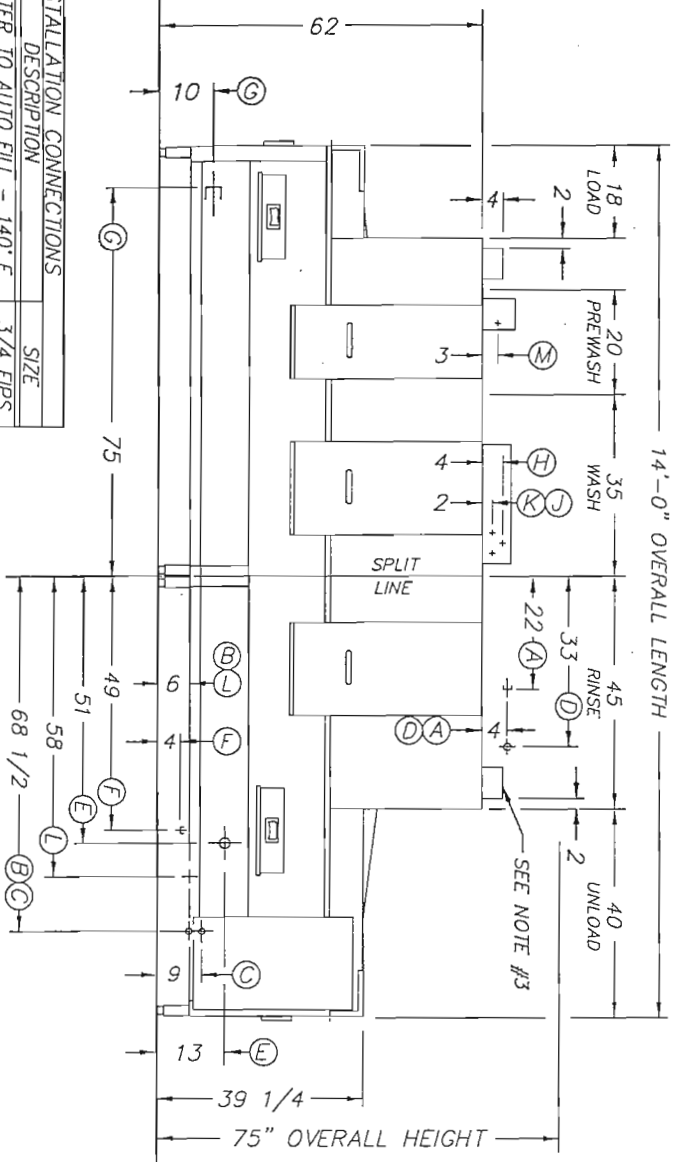 62
10 G
14'-0" OVERALL LENGTH
18
LOAD
20
PREWASH
35
WASH
45
RINSE
40
UNLOAD
4
2
3 M
4 H
2 K J
22 A
33 D
D A 4
2
SEE NOTE #3
SPLIT
LINE
B
6 L
4 F
9 C
13 E
G
75
49 F
51 E
58 L
68 1/2 B C
39 1/4
75" OVERALL HEIGHT
STALLATION CONNECTIONS
DESCRIPTION SIZE
TER TO AUTO FILL - 140° F 3/4 FIPS